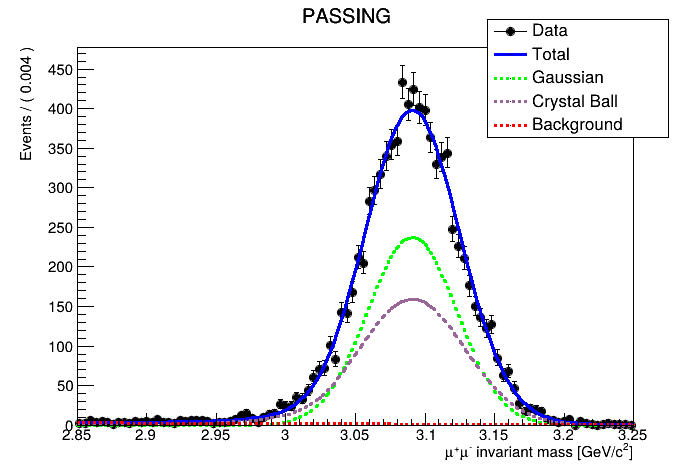 PASSING
Data
Total
Gaussian
Crystal Ball
Background
Events / ( 0.004 )
450
400
350
300
250
200
150
100
50
0
2.85 2.9 2.95 3 3.05 3.1 3.15 3.2 3.25
μ⁺μ⁻ invariant mass [GeV/c²]